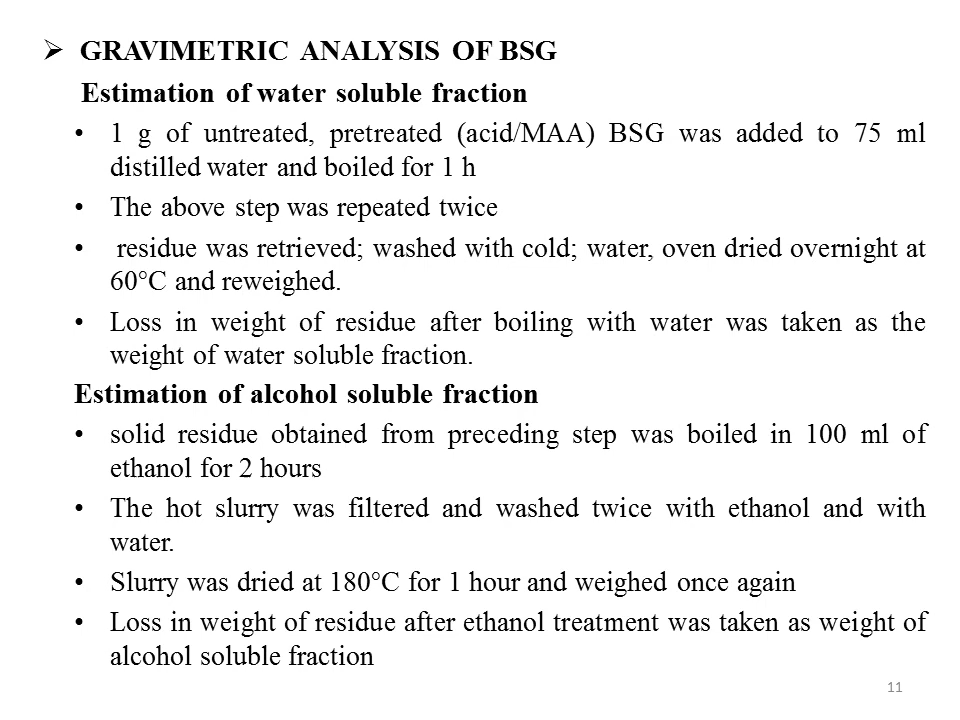 ➢ GRAVIMETRIC ANALYSIS OF BSG
Estimation of water soluble fraction
• 1 g of untreated, pretreated (acid/MAA) BSG was added to 75 ml
distilled water and boiled for 1 h
• The above step was repeated twice
• residue was retrieved; washed with cold; water, oven dried overnight at
60°C and reweighed.
• Loss in weight of residue after boiling with water was taken as the
weight of water soluble fraction.
Estimation of alcohol soluble fraction
• solid residue obtained from preceding step was boiled in 100 ml of
ethanol for 2 hours
• The hot slurry was filtered and washed twice with ethanol and with
water.
• Slurry was dried at 180°C for 1 hour and weighed once again
• Loss in weight of residue after ethanol treatment was taken as weight of
alcohol soluble fraction
11